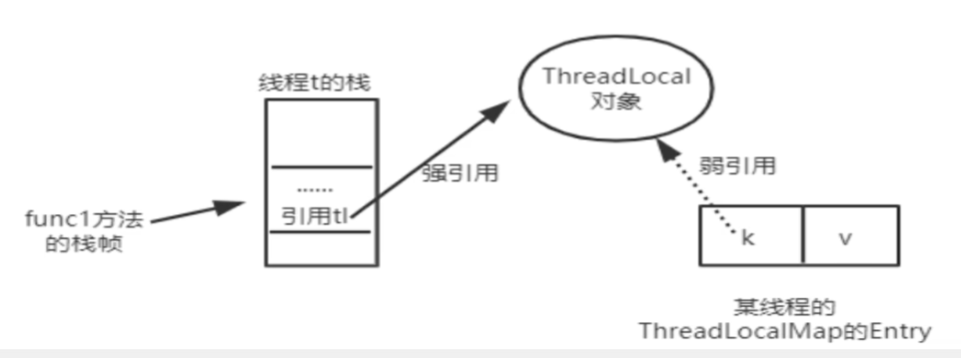 线程t的栈
ThreadLocal
对象
强引用
弱引用
......
引用tl
func1方法
的栈帧
k
v
某线程的
ThreadLocalMap的Entry